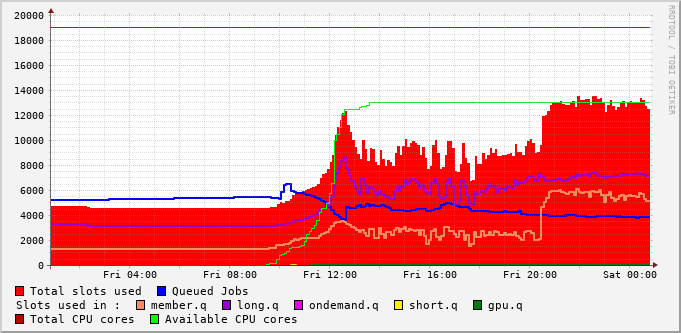 RRDTOOL / TOBI OETIKER
20000
18000
16000
14000
12000
10000
8000
6000
4000
2000
0
Fri 04:00 Fri 08:00 Fri 12:00 Fri 16:00 Fri 20:00 Sat 00:00
Total slots used Queued Jobs
Slots used in : member.q long.q ondemand.q short.q gpu.q
Total CPU cores Available CPU cores